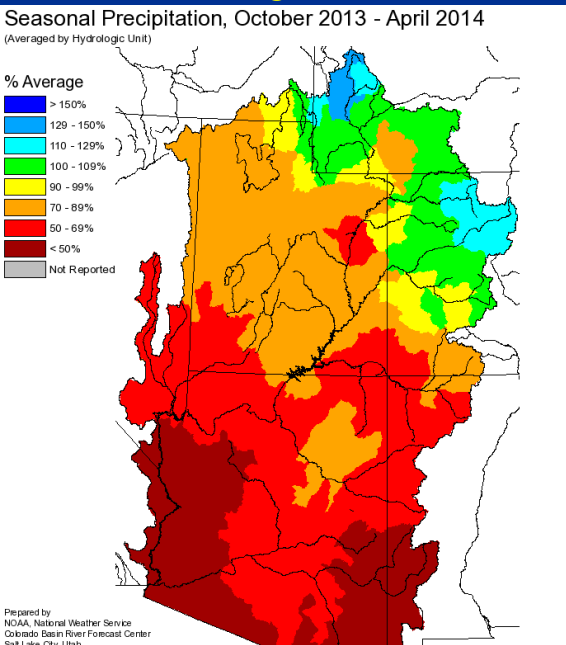 Seasonal Precipitation, October 2013 - April 2014
(Averaged by Hydrologic Unit)
% Average
> 150%
129 - 150%
110 - 129%
100 - 109%
90 - 99%
70 - 89%
50 - 69%
< 50%
Not Reported
Prepared by
NOAA, National Weather Service
Colorado Basin River Forecast Center
Salt Lake City, Utah